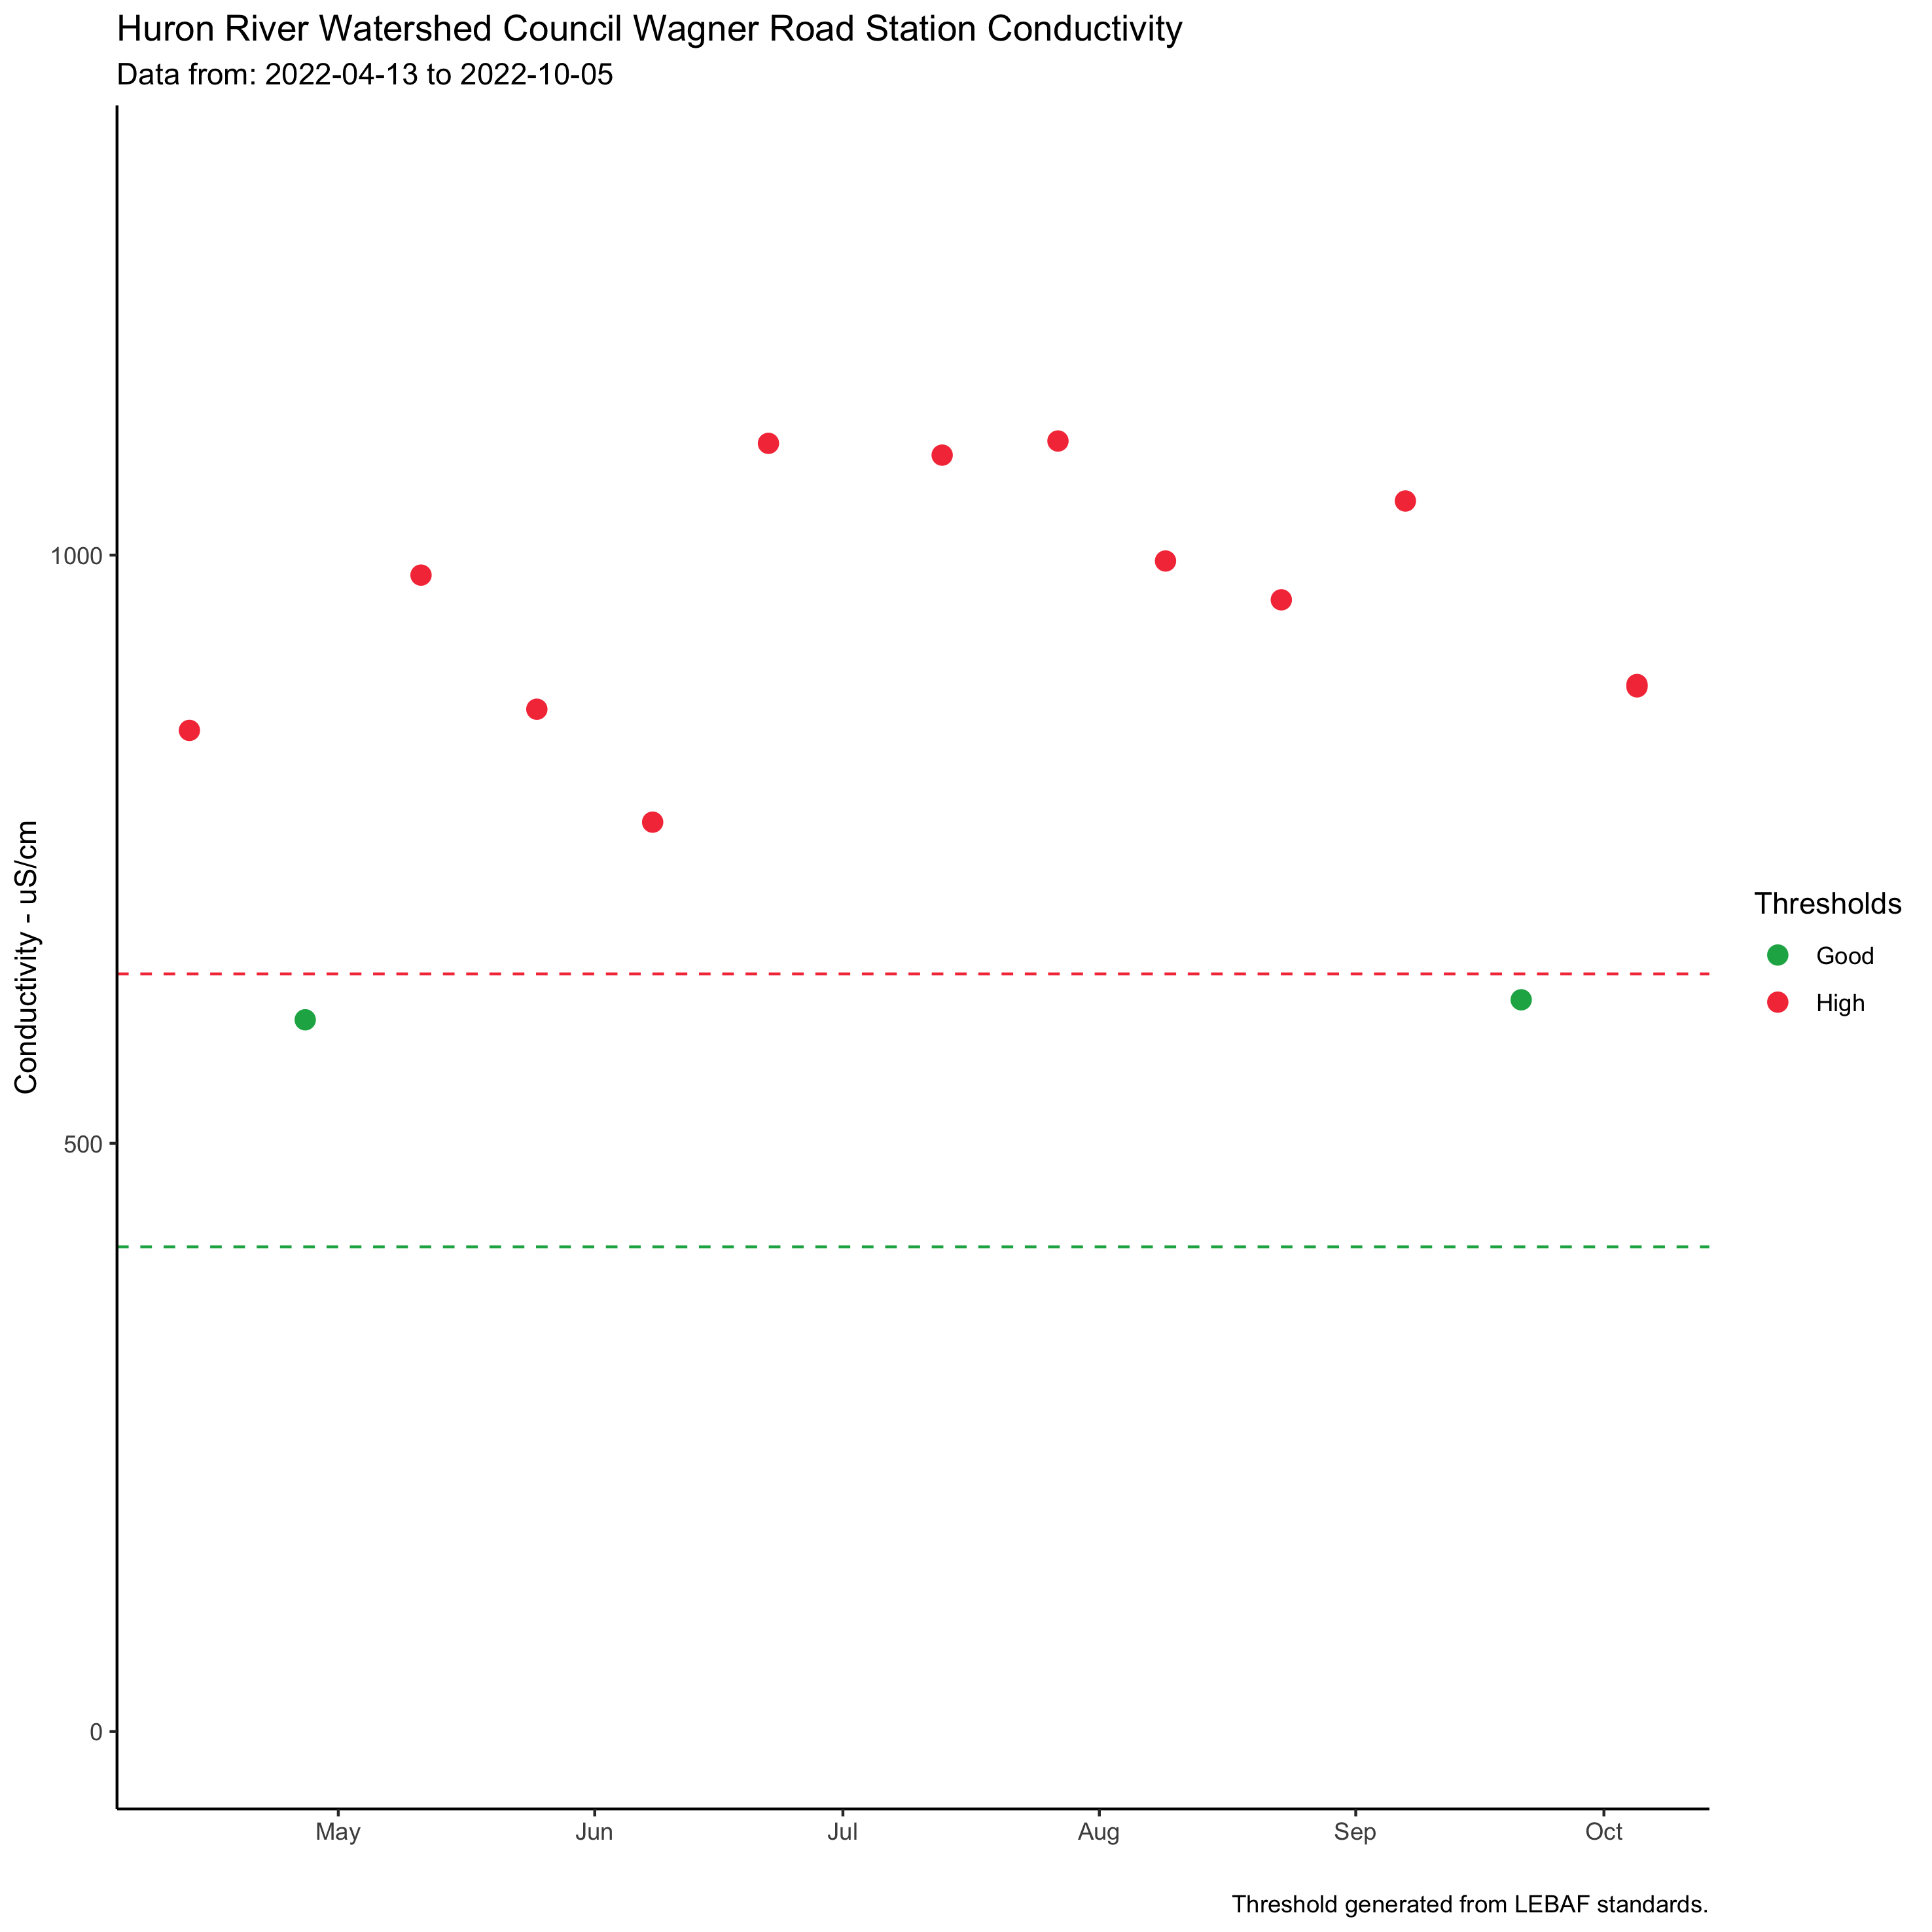 Huron River Watershed Council Wagner Road Station Conductivity
Data from: 2022-04-13 to 2022-10-05
Conductivity - uS/cm
1000
500
0
May Jun Jul Aug Sep Oct
Thresholds
Good
High
Threshold generated from LEBAF standards.